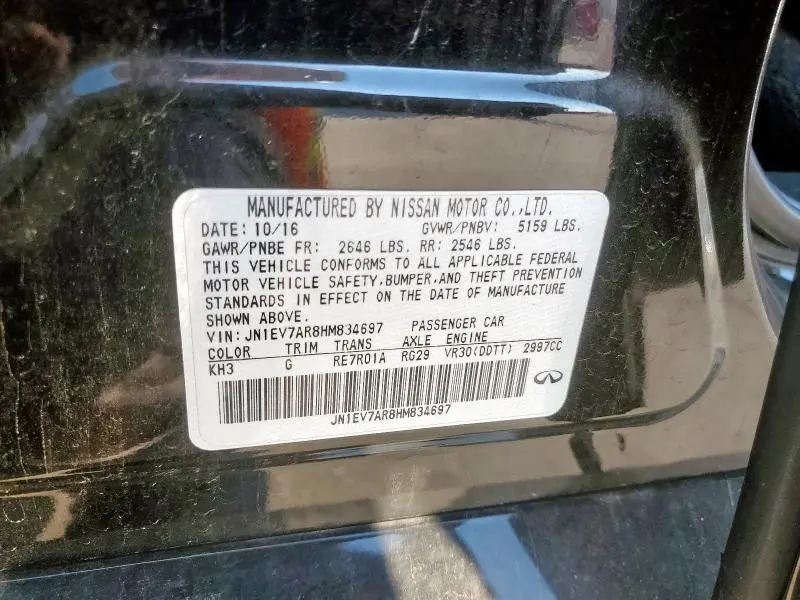 MANUFACTURED BY NISSAN MOTOR CO.,LTD.
DATE: 10/16 GVWR/PNBV: 5159 LBS.
GAWR/PNBE FR: 2646 LBS. RR: 2546 LBS.
THIS VEHICLE CONFORMS TO ALL APPLICABLE FEDERAL
MOTOR VEHICLE SAFETY,BUMPER,AND THEFT PREVENTION
STANDARDS IN EFFECT ON THE DATE OF MANUFACTURE
SHOWN ABOVE.
VIN: JN1EV7AR8HM834697 PASSENGER CAR
COLOR TRIM TRANS AXLE ENGINE
KH3 G RE7R01A RG29 VR30(DDTT) 2997CC
JN1EV7AR8HM834697